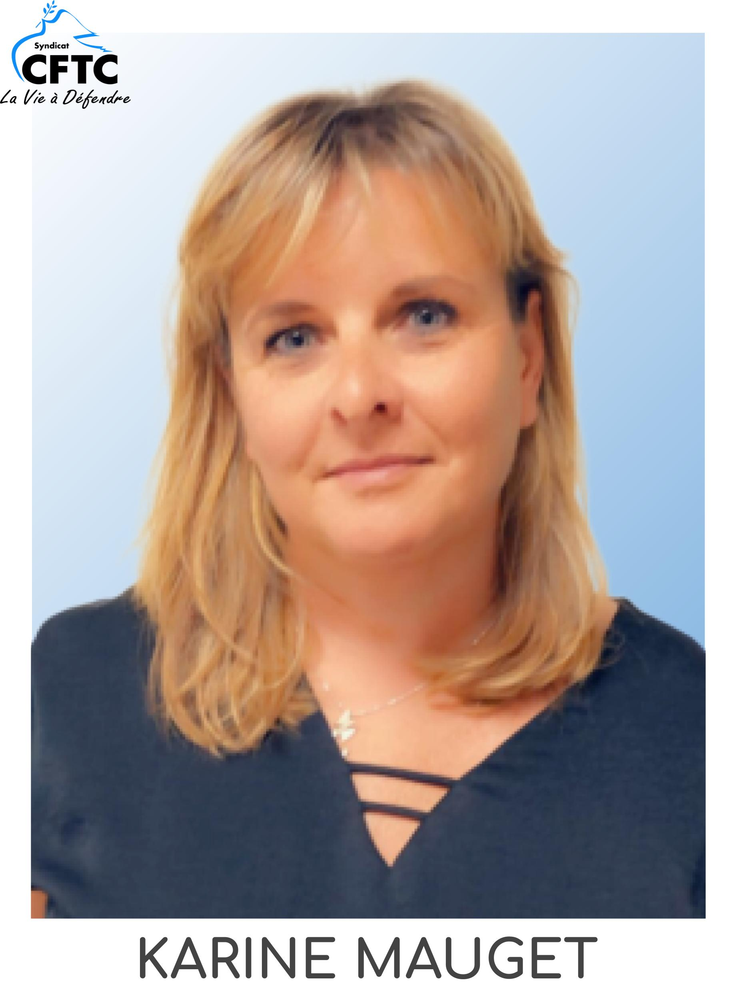 Syndicat
CFTC
La Vie à Défendre
KARINE MAUGET